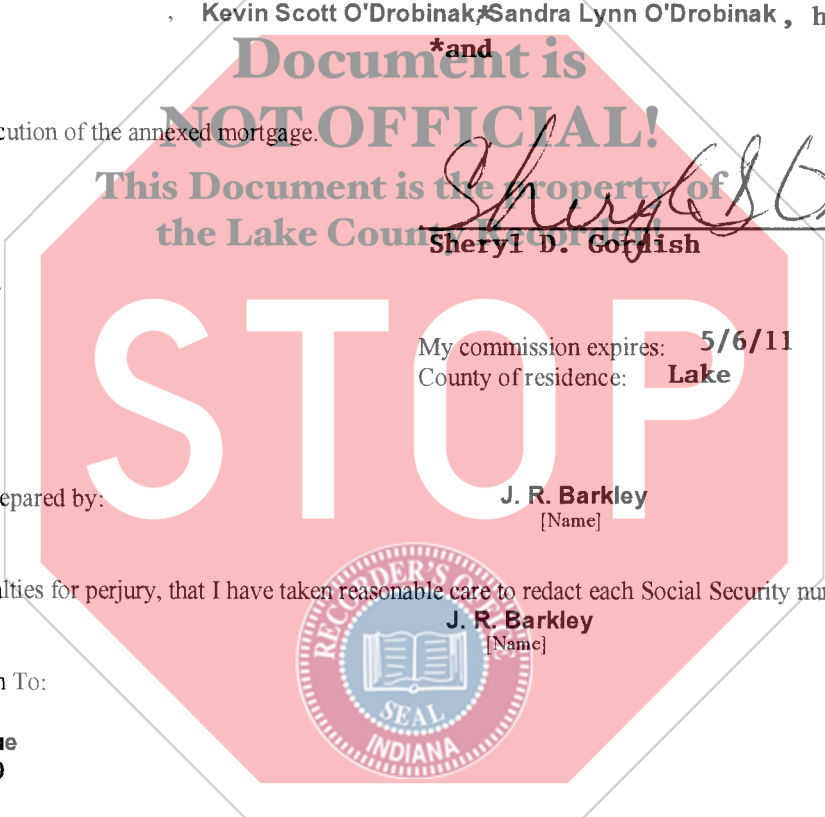 , Kevin Scott O'Drobinak,*Sandra Lynn O'Drobinak , h
*and
Document is
NOT OFFICIAL!
cution of the annexed mortgage.
This Document is the property of
the Lake County Recorder!
Sheryl D. Gordish
STOP
My commission expires: 5/6/11
County of residence: Lake
epared by: J. R. Barkley
[Name]
alties for perjury, that I have taken reasonable care to redact each Social Security nu
J. R. Barkley
[Name]
RECORDER'S OFFICE
SEAL
INDIANA
n To: